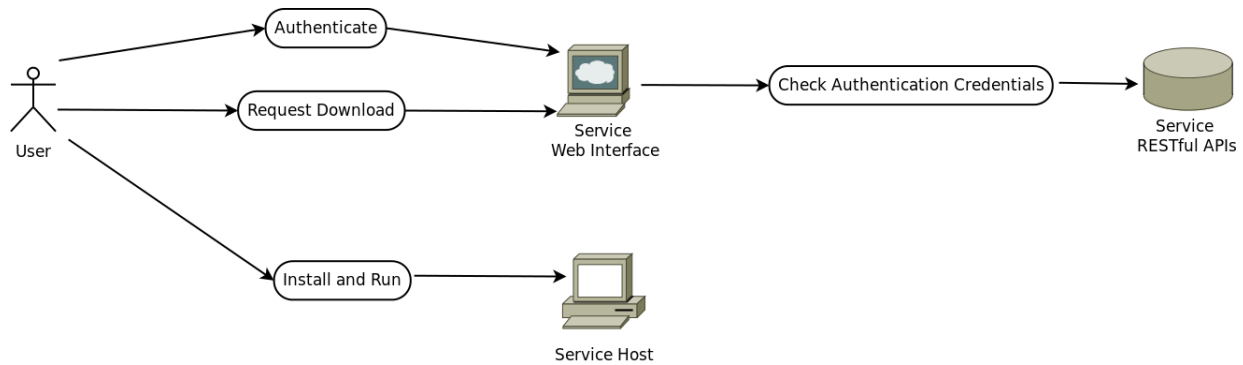 Authenticate
Request Download
Check Authentication Credentials
User
Service
Web Interface
Service
RESTful APIs
Install and Run
Service Host